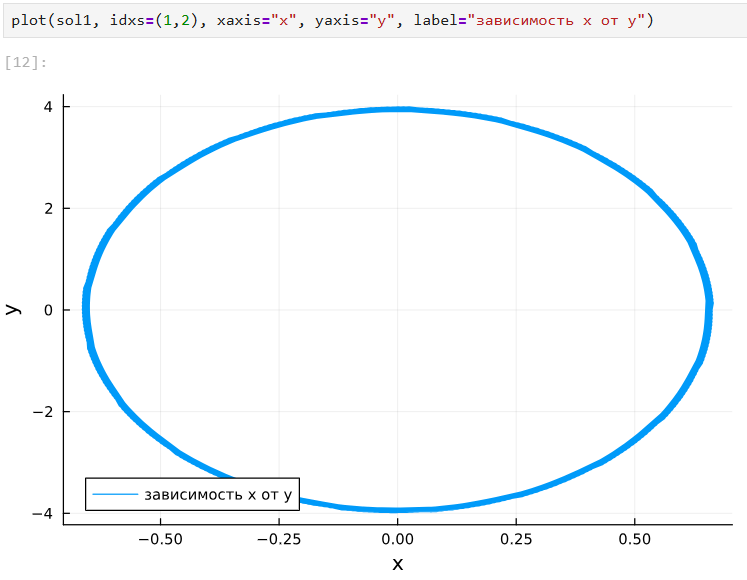 plot(sol1, idxs=(1,2), xaxis="x", yaxis="y", label="зависимость x от y")
[12]:
4
2
0
−2
−4
y
зависимость x от y
−0.50
−0.25
0.00
0.25
0.50
x